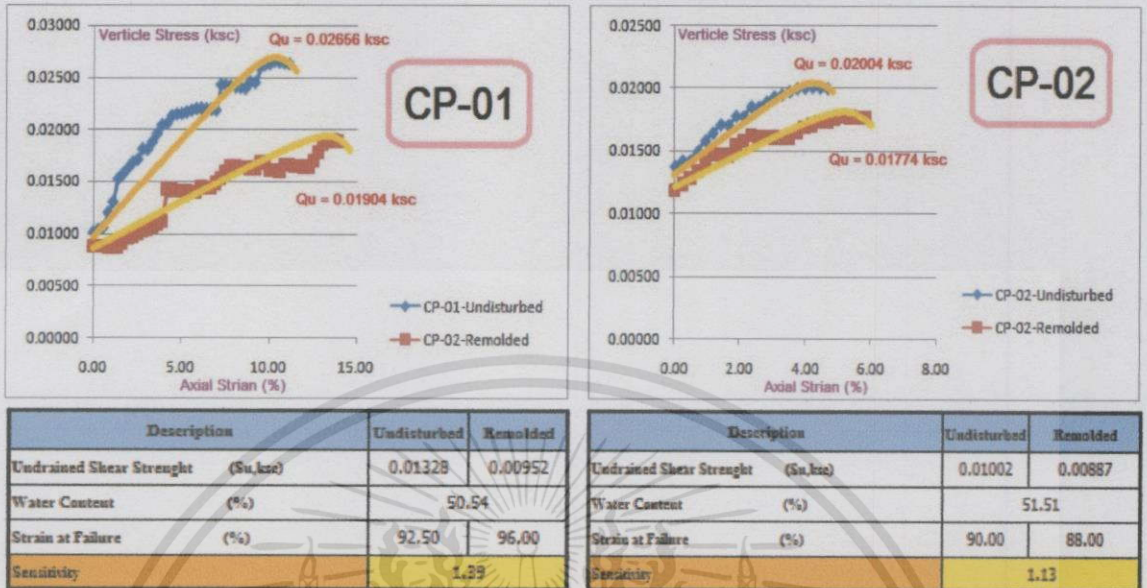 0.03000
Verticle Stress (ksc)
Qu = 0.02656 ksc
0.02500
CP-01
0.02000
0.01500
Qu = 0.01904 ksc
0.01000
0.00500
CP-01-Undisturbed
CP-02-Remolded
0.00000
0.00 5.00 10.00 15.00
Axial Strian (%)
0.02500
Verticle Stress (ksc)
Qu = 0.02004 ksc
CP-02
0.02000
0.01500
Qu = 0.01774 ksc
0.01000
0.00500
CP-02-Undisturbed
CP-02-Remolded
0.00000
0.00 2.00 4.00 6.00 8.00
Axial Strian (%)
Description Undisturbed Remolded
Undrained Shear Strenght (Su,ksc) 0.01328 0.00952
Water Content (%) 50.54
Strain at Failure (%) 92.50 96.00
Sensitivity 1.39
Description Undisturbed Remolded
Undrained Shear Strenght (Su,ksc) 0.01002 0.00887
Water Content (%) 51.51
Strain at Failure (%) 90.00 88.00
Sensitivity 1.13